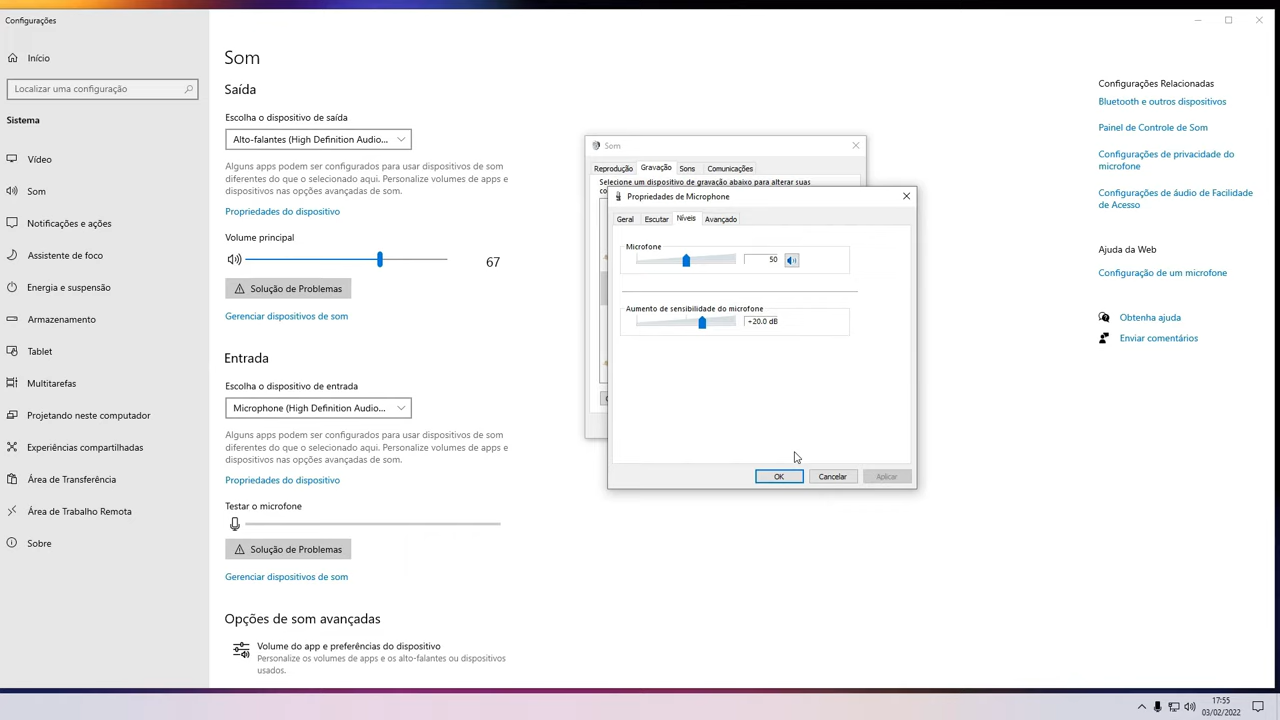 Configurações
Início
Localizar uma configuração
Sistema
Vídeo
Som
Notificações e ações
Assistente de foco
Energia e suspensão
Armazenamento
Tablet
Multitarefas
Projetando neste computador
Experiências compartilhadas
Área de Transferência
Área de Trabalho Remota
Sobre
Som
Saída
Escolha o dispositivo de saída
Alto-falantes (High Definition Audio...
Alguns apps podem ser configurados para usar dispositivos de som
diferentes do que o selecionado aqui. Personalize volumes de apps e
dispositivos nas opções avançadas de som.
Propriedades do dispositivo
Volume principal
67
Solução de Problemas
Gerenciar dispositivos de som
Entrada
Escolha o dispositivo de entrada
Microphone (High Definition Audio...
Alguns apps podem ser configurados para usar dispositivos de som
diferentes do que o selecionado aqui. Personalize volumes de apps e
dispositivos nas opções avançadas de som.
Propriedades do dispositivo
Testar o microfone
Solução de Problemas
Gerenciar dispositivos de som
Opções de som avançadas
Volume do app e preferências do dispositivo
Personalize os volumes de apps e os alto-falantes ou dispositivos
usados.
Som
Reprodução Gravação Sons Comunicações
Selecione um dispositivo de gravação abaixo para alterar suas
Propriedades de Microphone
Geral Escutar Níveis Avançado
Microfone
50
Aumento de sensibilidade do microfone
+20.0 dB
OK Cancelar Aplicar
Configurações Relacionadas
Bluetooth e outros dispositivos
Painel de Controle de Som
Configurações de privacidade do
microfone
Configurações de áudio de Facilidade
de Acesso
Ajuda da Web
Configuração de um microfone
Obtenha ajuda
Enviar comentários
17:55
03/02/2022